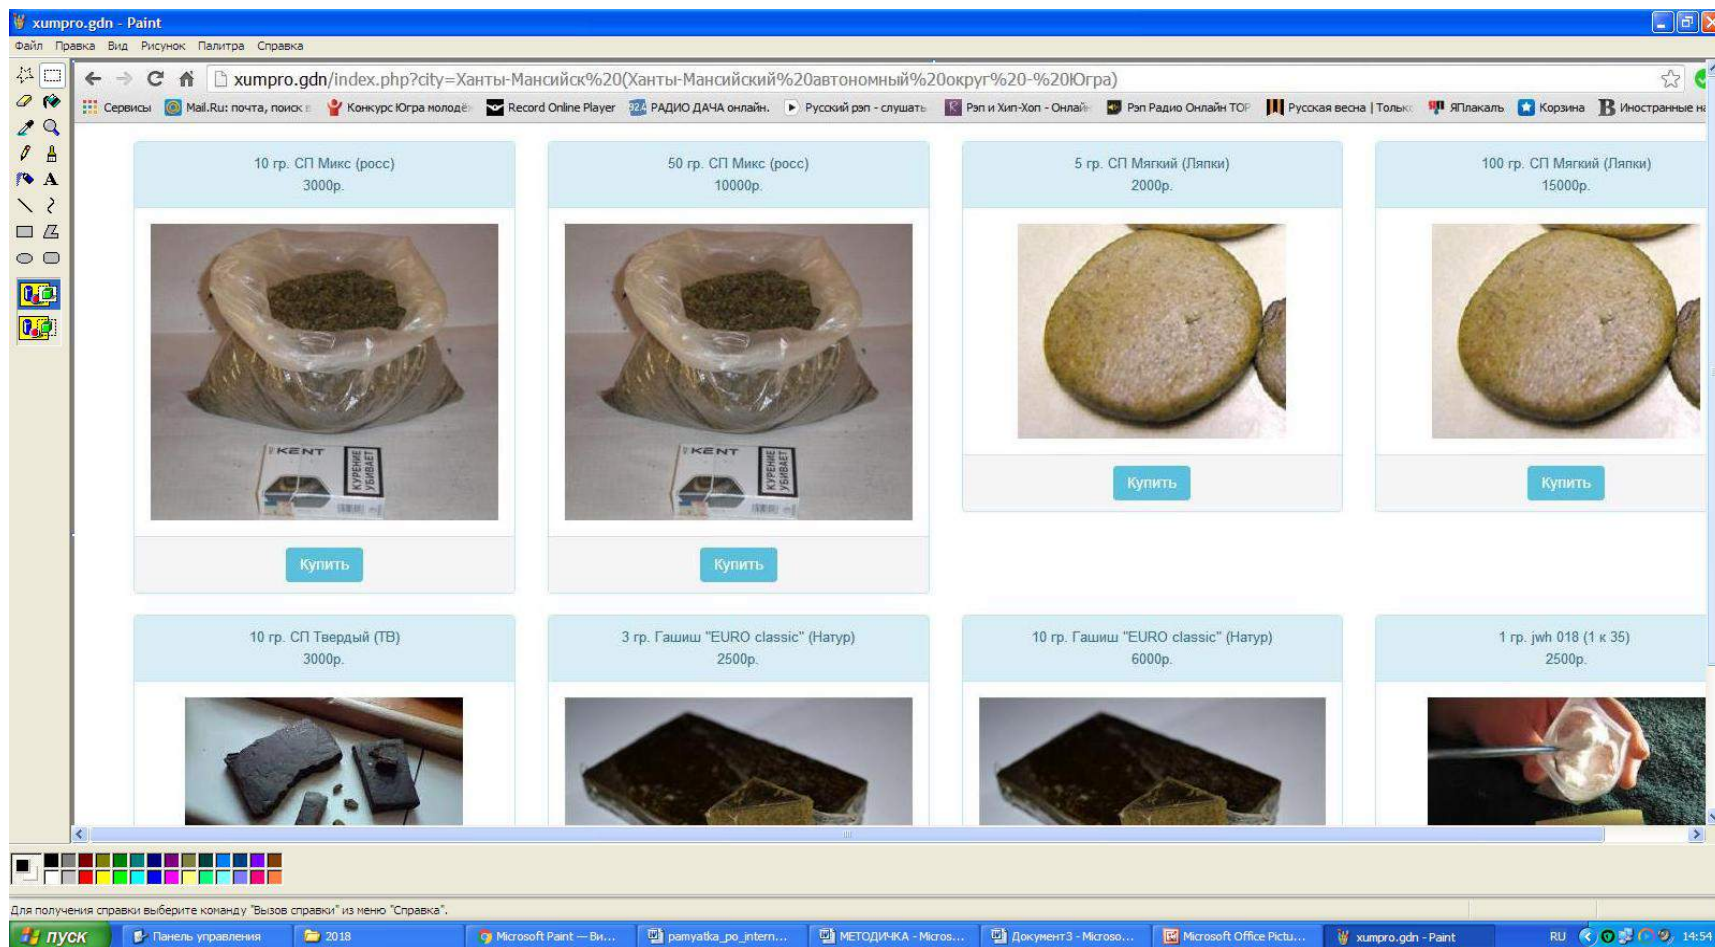 xumpro.gdn - Paint
Файл Правка Вид Рисунок Палитра Справка
xumpro.gdn/index.php?city=Ханты-Мансийск%20(Ханты-Мансийский%20автономный%20округ%20-%20Югра)
Сервисы Mail.Ru: почта, поиск в Конкурс Югра молодё Record Online Player РАДИО ДАЧА онлайн. Русский рэп - слушать Рэп и Хип-Хоп - Онлай Рэп Радио Онлайн TOP Русская весна | Только ЯПлакалъ Корзина Иностранные на
10 гр. СП Микс (росс)
3000р.
50 гр. СП Микс (росс)
10000р.
5 гр. СП Мягкий (Ляпки)
2000р.
100 гр. СП Мягкий (Ляпки)
15000р.
KENT
КУРЕНИЕ
УБИВАЕТ
KENT
КУРЕНИЕ
УБИВАЕТ
Купить
Купить
Купить
Купить
10 гр. СП Твердый (ТВ)
3000р.
3 гр. Гашиш "EURO classic" (Натур)
2500р.
10 гр. Гашиш "EURO classic" (Натур)
6000р.
1 гр. jwh 018 (1 к 35)
2500р.
Для получения справки выберите команду "Вызов справки" из меню "Справка".
пуск Панель управления 2018 Microsoft Paint — Ви... pamyatka_po_intern... МЕТОДИЧКА - Micros... Документ3 - Microso... Microsoft Office Pictu... xumpro.gdn - Paint RU 14:54